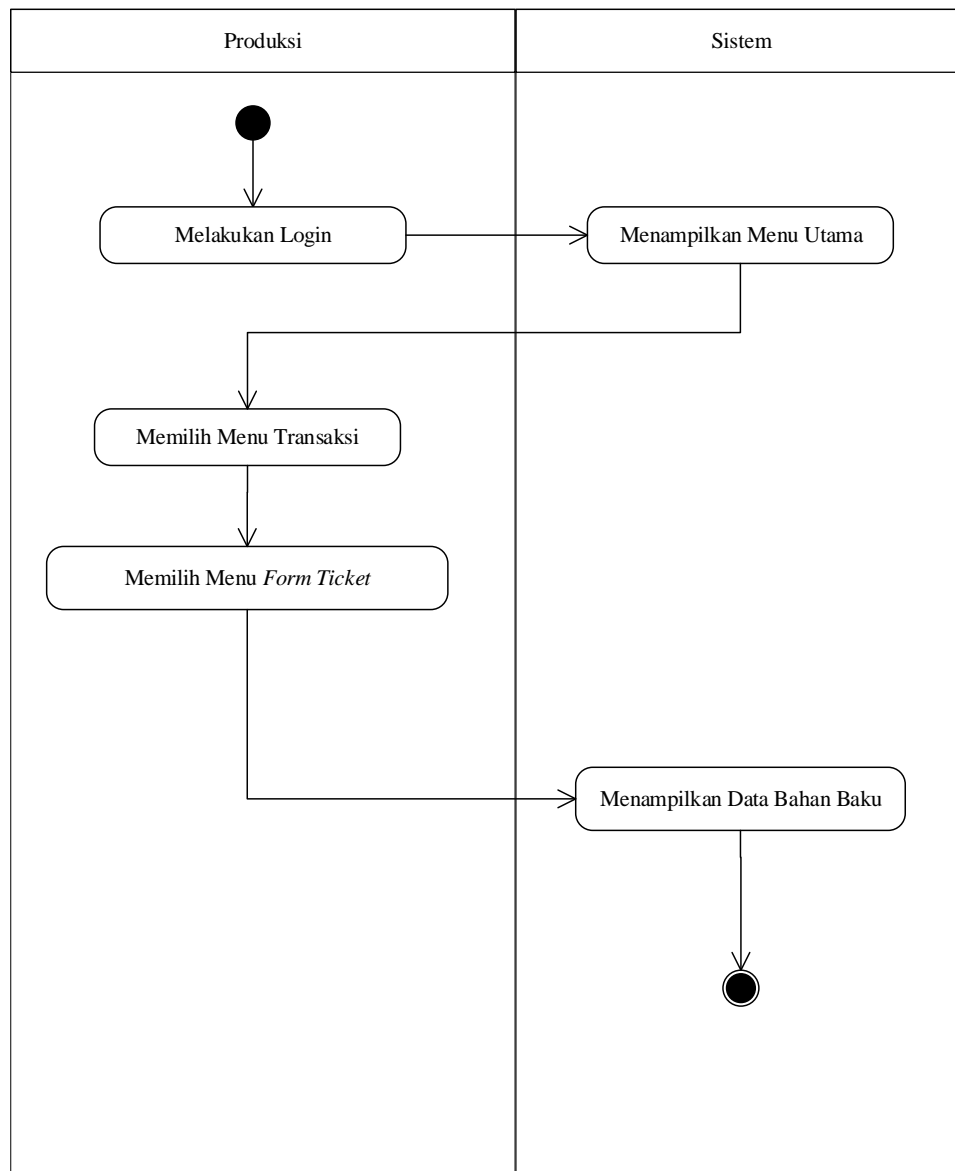 Produksi
Sistem
Melakukan Login
Menampilkan Menu Utama
Memilih Menu Transaksi
Memilih Menu Form Ticket
Menampilkan Data Bahan Baku